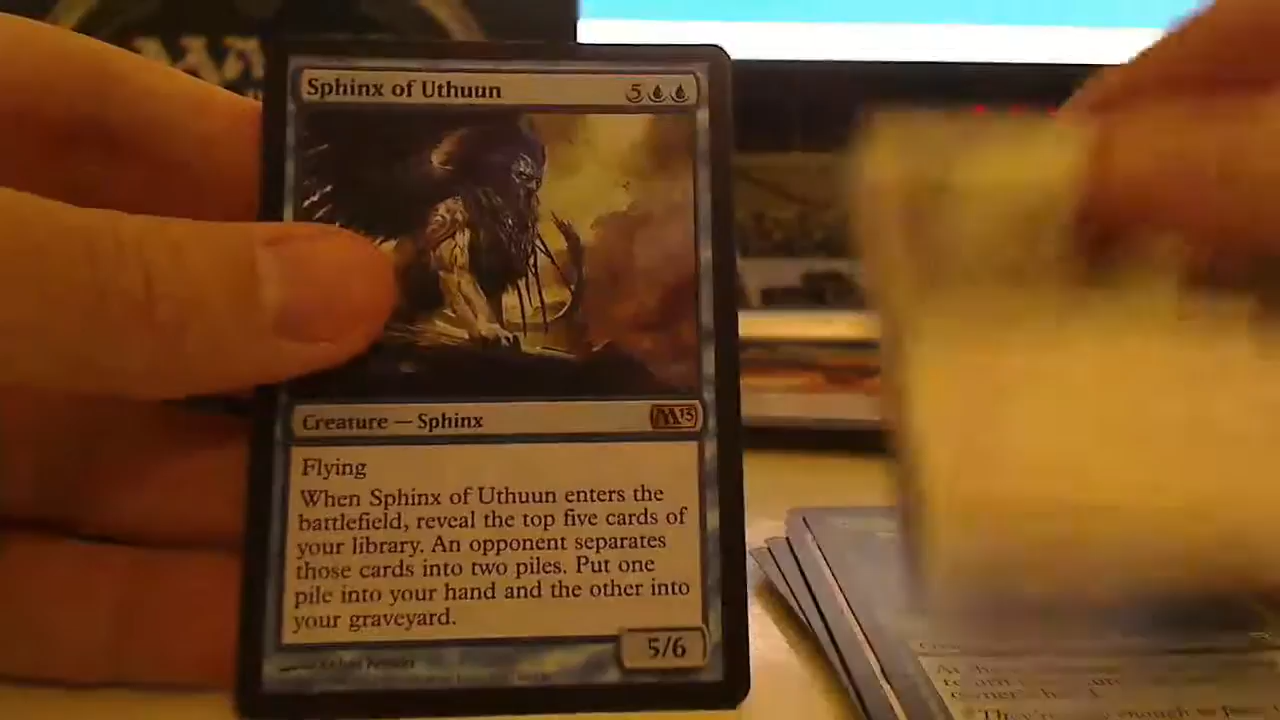 Sphinx of Uthuun 5
Creature — Sphinx M13
Flying
When Sphinx of Uthuun enters the
battlefield, reveal the top five cards of
your library. An opponent separates
those cards into two piles. Put one
pile into your hand and the other into
your graveyard.
5/6